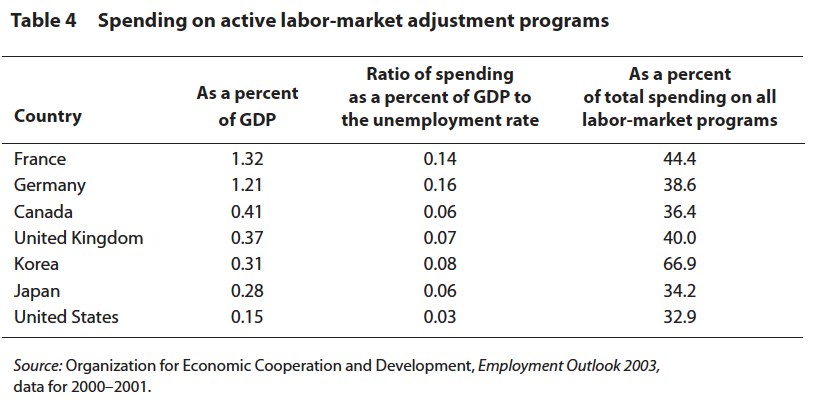 Table 4 Spending on active labor-market adjustment programs
Country
As a percent
of GDP
Ratio of spending
as a percent of GDP to
the unemployment rate
As a percent
of total spending on all
labor-market programs
France 1.32 0.14 44.4
Germany 1.21 0.16 38.6
Canada 0.41 0.06 36.4
United Kingdom 0.37 0.07 40.0
Korea 0.31 0.08 66.9
Japan 0.28 0.06 34.2
United States 0.15 0.03 32.9
Source: Organization for Economic Cooperation and Development, Employment Outlook 2003,
data for 2000–2001.